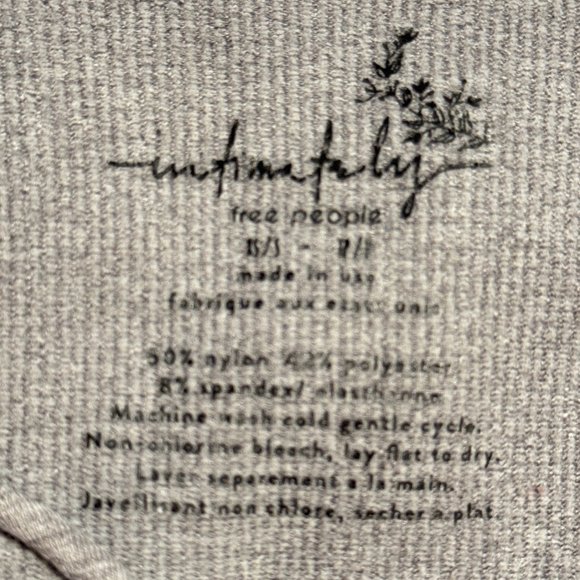 intimately
free people
XS/S - TP/P
made in usa
fabrique aux etats unis
50% nylon 42% polyester
8% spandex/ elasthanne
Machine wash cold gentle cycle.
Non-chlorine bleach, lay flat to dry.
Laver separement a la main.
Javellisant non chlore, secher a plat.